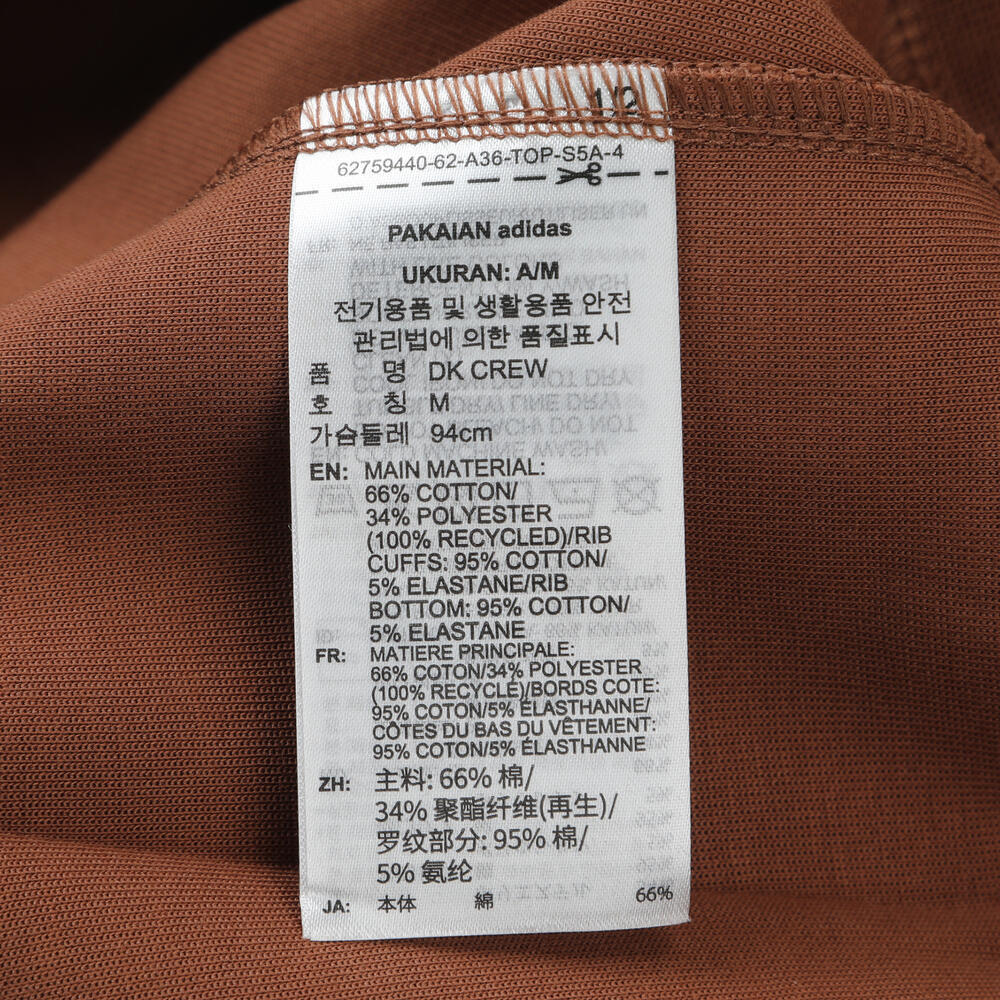 1/2
62759440-62-A36-TOP-S5A-4
PAKAIAN adidas
UKURAN: A/M
전기용품 및 생활용품 안전
관리법에 의한 품질표시
품 명 DK CREW
호 칭 M
가슴둘레 94cm
EN: MAIN MATERIAL:
66% COTTON/
34% POLYESTER
(100% RECYCLED)/RIB
CUFFS: 95% COTTON/
5% ELASTANE/RIB
BOTTOM: 95% COTTON/
5% ELASTANE
FR: MATIERE PRINCIPALE:
66% COTON/34% POLYESTER
(100% RECYCLÉ)/BORDS COTE:
95% COTON/5% ÉLASTHANNE/
CÔTES DU BAS DU VÊTEMENT:
95% COTON/5% ÉLASTHANNE
ZH: 主料: 66% 棉/
34% 聚酯纤维(再生)/
罗纹部分: 95% 棉/
5% 氨纶
JA: 本体 綿 66%